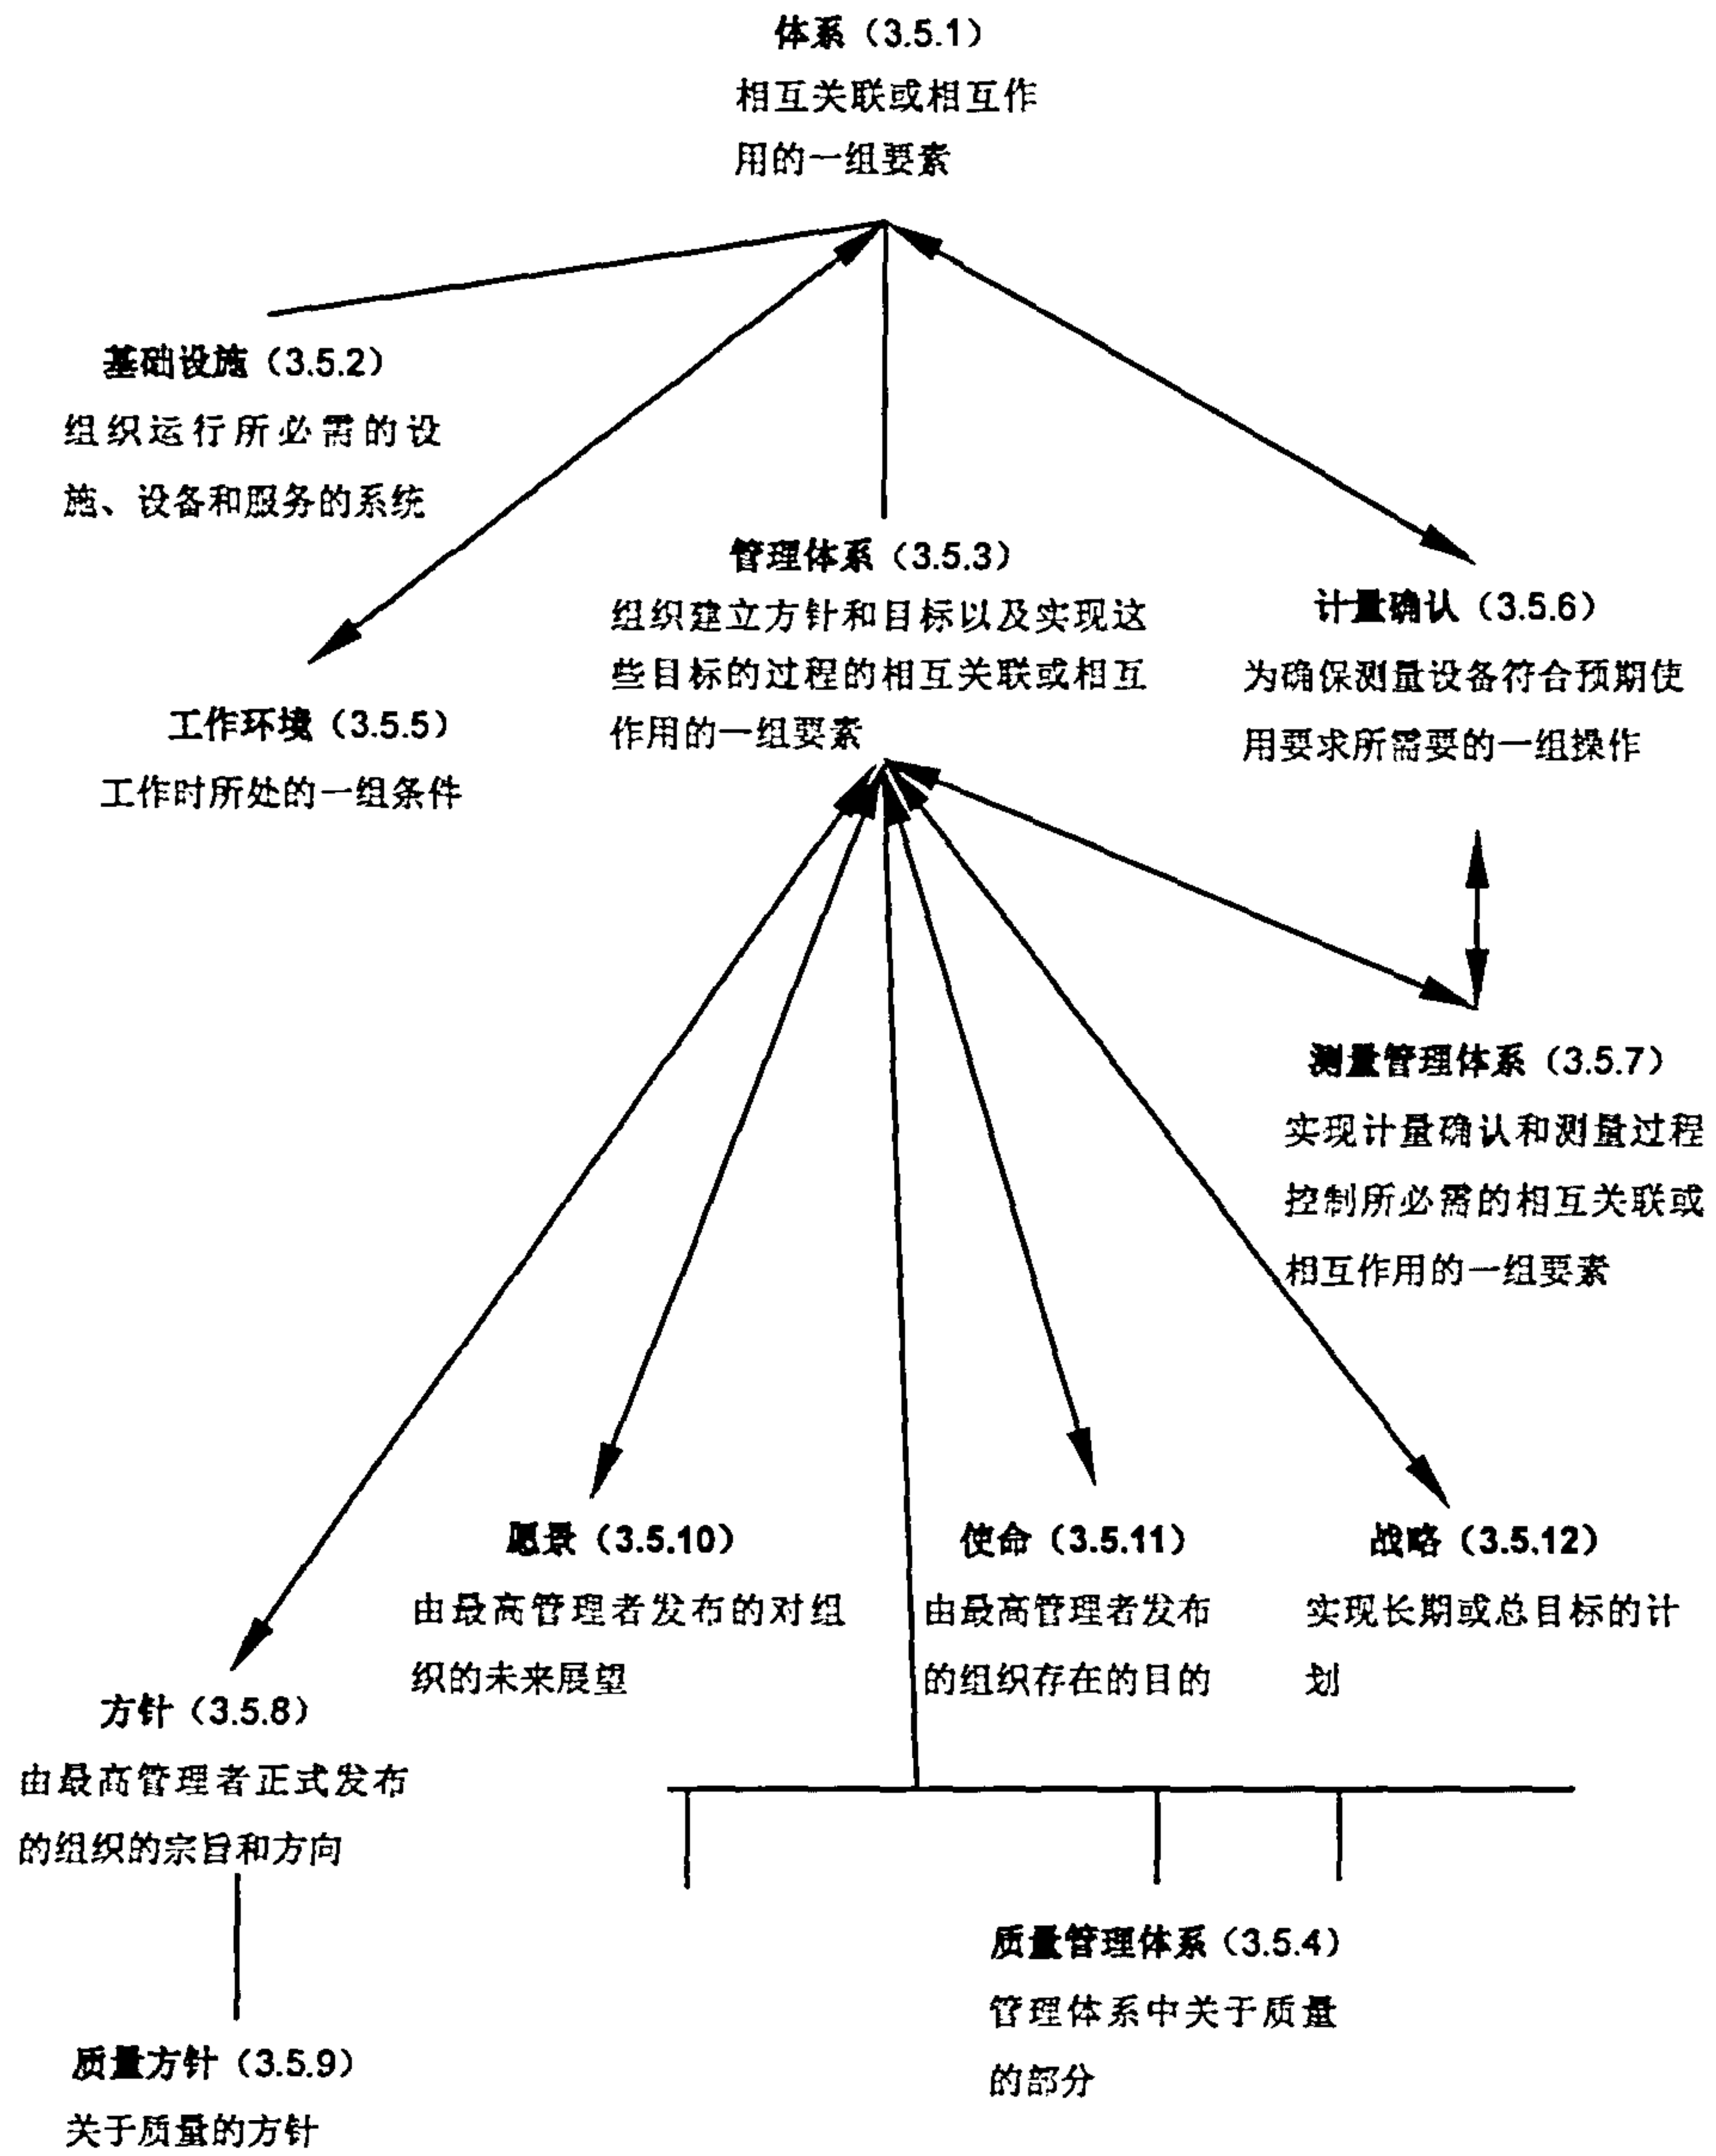 体系（3.5.1）
相互关联或相互作
用的一组要素
基础设施（3.5.2）
组织运行所必需的设
施、设备和服务的系统
管理体系（3.5.3）
组织建立方针和目标以及实现这
些目标的过程的相互关联或相互
作用的一组要素
计量确认（3.5.6）
为确保测量设备符合预期使
用要求所需要的一组操作
工作环境（3.5.5）
工作时所处的一组条件
测量管理体系（3.5.7）
实现计量确认和测量过程
控制所必需的相互关联或
相互作用的一组要素
愿景（3.5.10）
由最高管理者发布的对组
织的未来展望
使命（3.5.11）
由最高管理者发布
的组织存在的目的
战略（3.5.12）
实现长期或总目标的计
划
方针（3.5.8）
由最高管理者正式发布
的组织的宗旨和方向
质量管理体系（3.5.4）
管理体系中关于质量
的部分
质量方针（3.5.9）
关于质量的方针